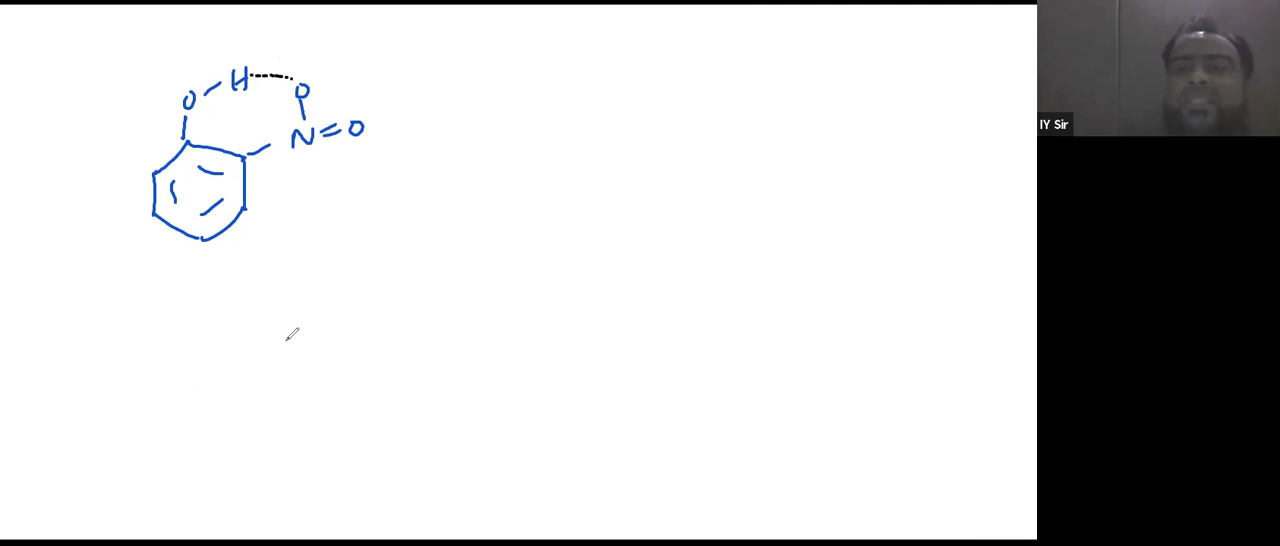 O - H ----- O
N = O
IY Sir